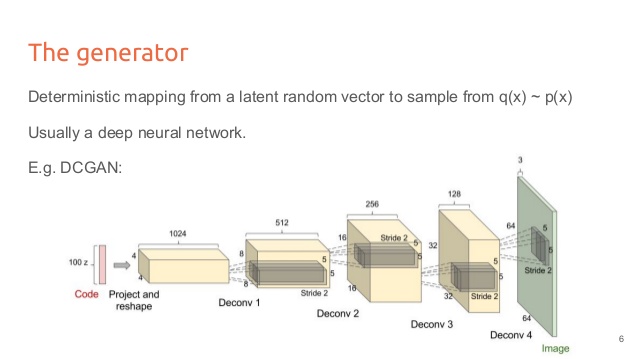 The generator
Deterministic mapping from a latent random vector to sample from q(x) ~ p(x)
Usually a deep neural network.
E.g. DCGAN:
3
128
256
512
1024
64
5
5
Stride 2
16
Stride 2
5
5
32
5
5
8
5
5
4
100 z
4
8
Stride 2
16
32
Stride 2
64
Code
Project and
reshape
Deconv 1
Deconv 2
Deconv 3
Deconv 4
Image
6